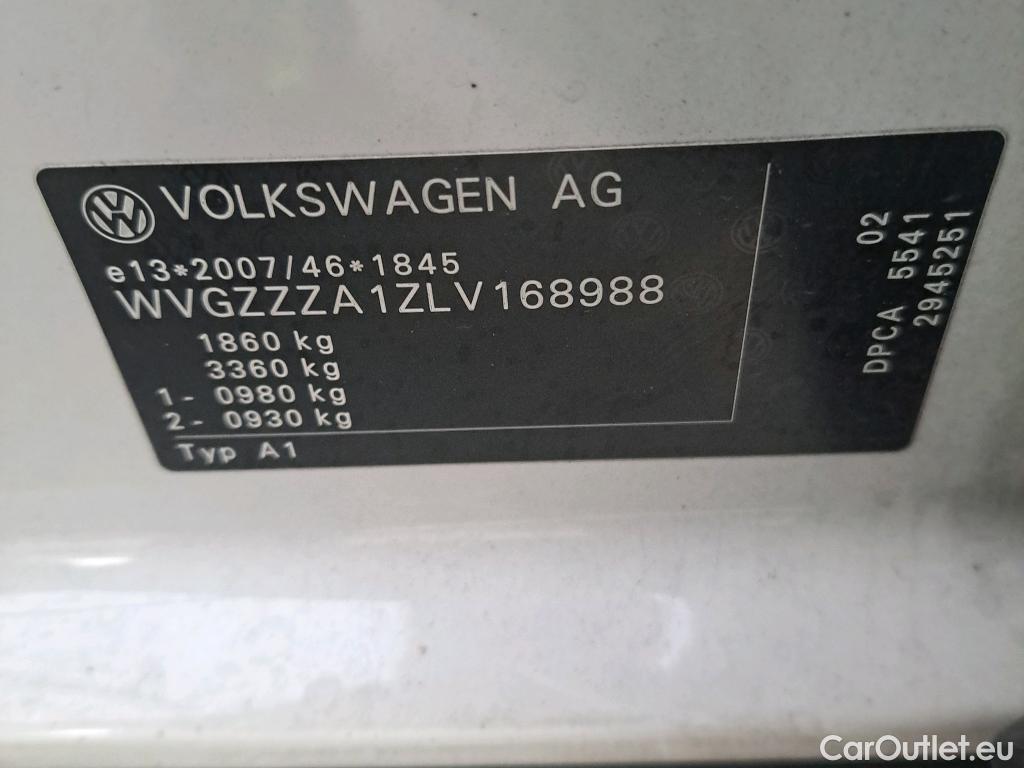 VOLKSWAGEN AG
e13*2007/46*1845
WVGZZZA1ZLV168988
1860 kg
3360 kg
1- 0980 kg
2- 0930 kg
Typ A1
02
DPCA 5541
2945251
CarOutlet.eu